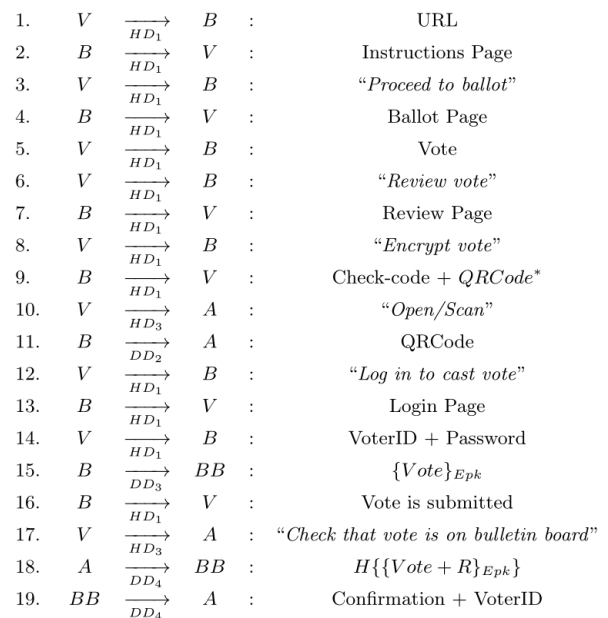 1. V →HD₁ B : URL
2. B →HD₁ V : Instructions Page
3. V →HD₁ B : “Proceed to ballot”
4. B →HD₁ V : Ballot Page
5. V →HD₁ B : Vote
6. V →HD₁ B : “Review vote”
7. B →HD₁ V : Review Page
8. V →HD₁ B : “Encrypt vote”
9. B →HD₁ V : Check-code + QRCode*
10. V →HD₃ A : “Open/Scan”
11. B →DD₂ A : QRCode
12. V →HD₁ B : “Log in to cast vote”
13. B →HD₁ V : Login Page
14. V →HD₁ B : VoterID + Password
15. B →DD₃ BB : {Vote}Epk
16. B →HD₁ V : Vote is submitted
17. V →HD₃ A : “Check that vote is on bulletin board”
18. A →DD₄ BB : H{{Vote + R}Epk}
19. BB →DD₄ A : Confirmation + VoterID